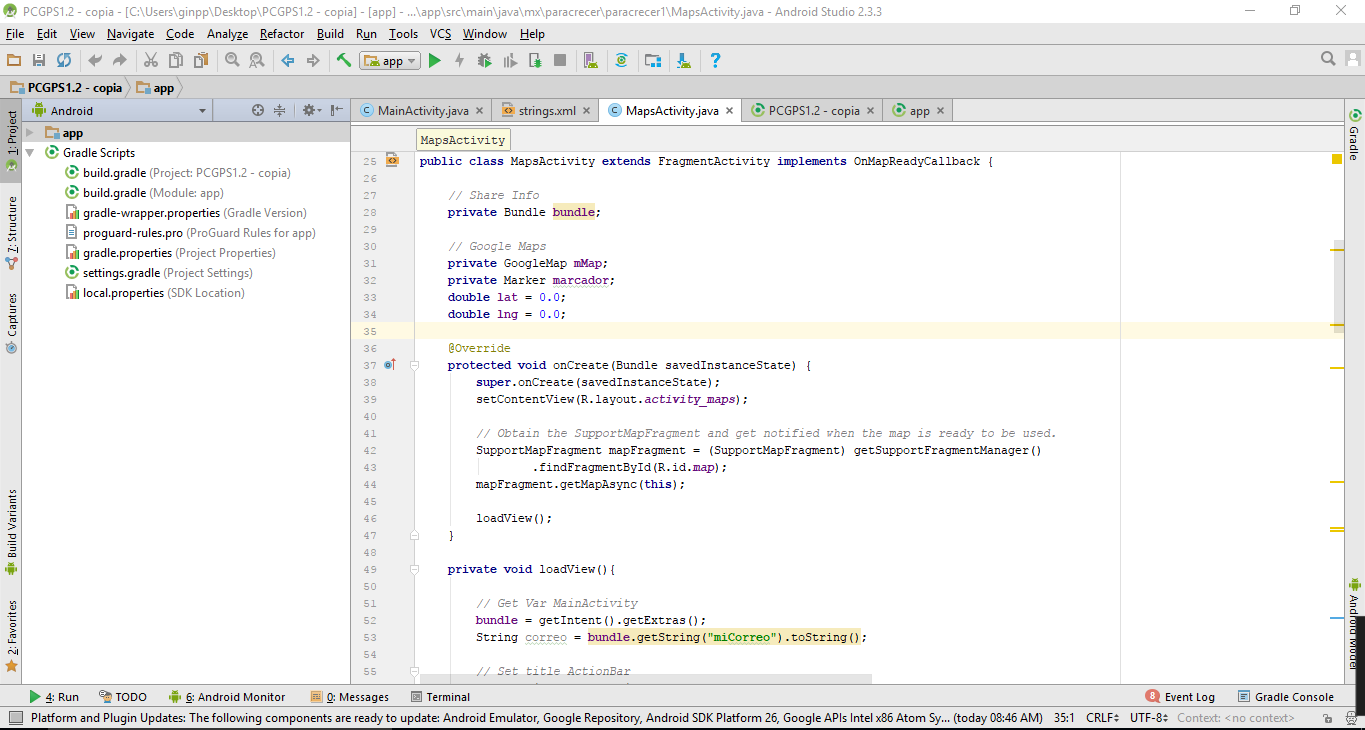 PCGPS1.2 - copia - [C:\Users\ginpp\Desktop\PCGPS1.2 - copia] - [app] - ...\app\src\main\java\mx\paracrecer\paracrecer1\MapsActivity.java - Android Studio 2.3.3
File Edit View Navigate Code Analyze Refactor Build Run Tools VCS Window Help
app
PCGPS1.2 - copia app
Android
MainActivity.java strings.xml MapsActivity.java PCGPS1.2 - copia app
1: Project
7: Structure
Captures
Build Variants
2: Favorites
app
Gradle Scripts
build.gradle (Project: PCGPS1.2 - copia)
build.gradle (Module: app)
gradle-wrapper.properties (Gradle Version)
proguard-rules.pro (ProGuard Rules for app)
gradle.properties (Project Properties)
settings.gradle (Project Settings)
local.properties (SDK Location)
MapsActivity
25 public class MapsActivity extends FragmentActivity implements OnMapReadyCallback {
26
27 // Share Info
28 private Bundle bundle;
29
30 // Google Maps
31 private GoogleMap mMap;
32 private Marker marcador;
33 double lat = 0.0;
34 double lng = 0.0;
35
36 @Override
37 protected void onCreate(Bundle savedInstanceState) {
38 super.onCreate(savedInstanceState);
39 setContentView(R.layout.activity_maps);
40
41 // Obtain the SupportMapFragment and get notified when the map is ready to be used.
42 SupportMapFragment mapFragment = (SupportMapFragment) getSupportFragmentManager()
43 .findFragmentById(R.id.map);
44 mapFragment.getMapAsync(this);
45
46 loadView();
47 }
48
49 private void loadView(){
50
51 // Get Var MainActivity
52 bundle = getIntent().getExtras();
53 String correo = bundle.getString("miCorreo").toString();
54
55 // Set title ActionBar
Gradle
Android Model
4: Run TODO 6: Android Monitor 0: Messages Terminal 8 Event Log Gradle Console
Platform and Plugin Updates: The following components are ready to update: Android Emulator, Google Repository, Android SDK Platform 26, Google APIs Intel x86 Atom Sy... (today 08:46 AM) 35:1 CRLF UTF-8 Context: <no context>